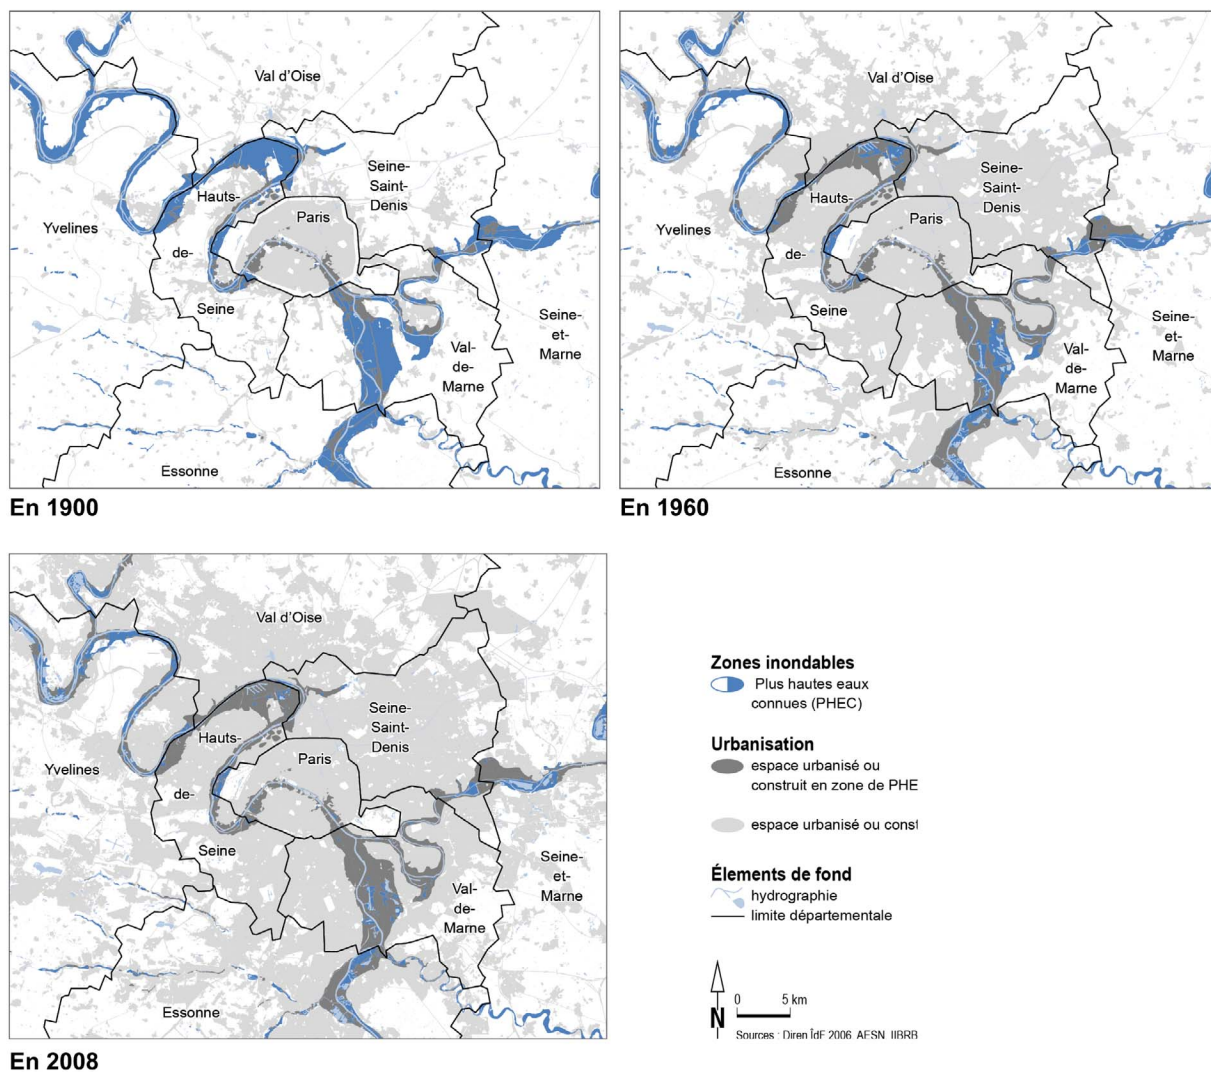 Val d'Oise
Seine-
Saint-
Denis
Hauts-
Paris
Yvelines
de-
Seine
Seine-
et-
Marne
Val-
de-
Marne
Essonne
En 1900
Val d'Oise
Seine-
Saint-
Denis
Hauts-
Paris
Yvelines
de-
Seine
Seine-
et-
Marne
Val-
de-
Marne
Essonne
En 1960
Val d'Oise
Seine-
Saint-
Denis
Hauts-
Paris
Yvelines
de-
Seine
Seine-
et-
Marne
Val-
de-
Marne
Essonne
En 2008
Zones inondables
Plus hautes eaux
connues (PHEC)
Urbanisation
espace urbanisé ou
construit en zone de PHE
espace urbanisé ou const
Élements de fond
hydrographie
limite départementale
N
0 5 km
Sources : Diren ÎdF 2006, AESN,